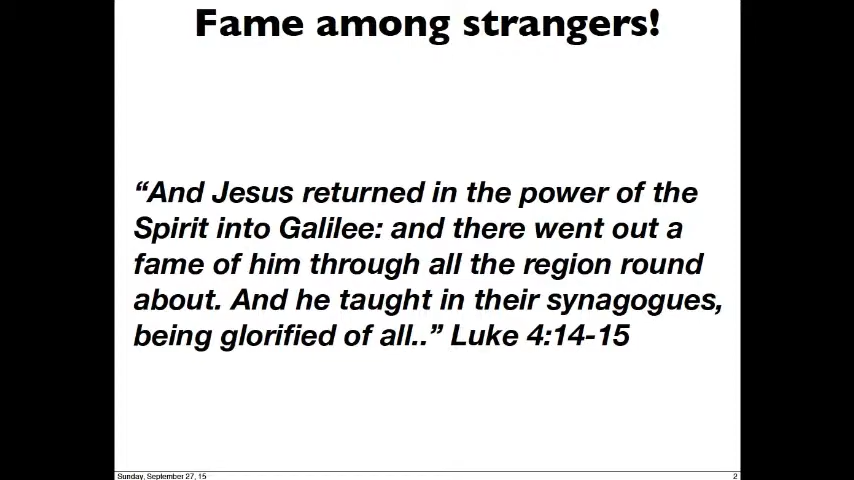 Fame among strangers!
“And Jesus returned in the power of the
Spirit into Galilee: and there went out a
fame of him through all the region round
about. And he taught in their synagogues,
being glorified of all..” Luke 4:14-15
Sunday, September 27, 15
2